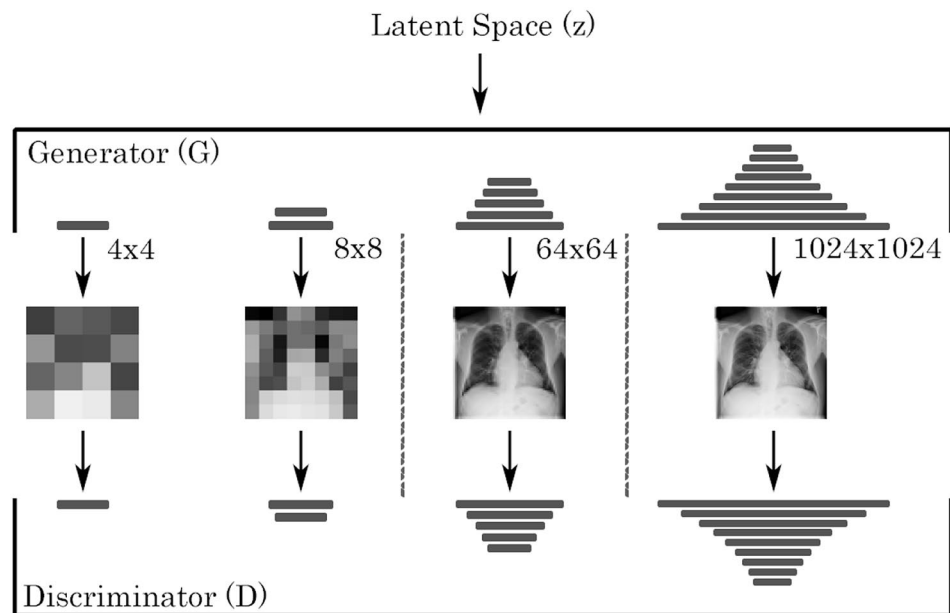 Latent Space (z)
Generator (G)
4x4
8x8
64x64
1024x1024
Discriminator (D)